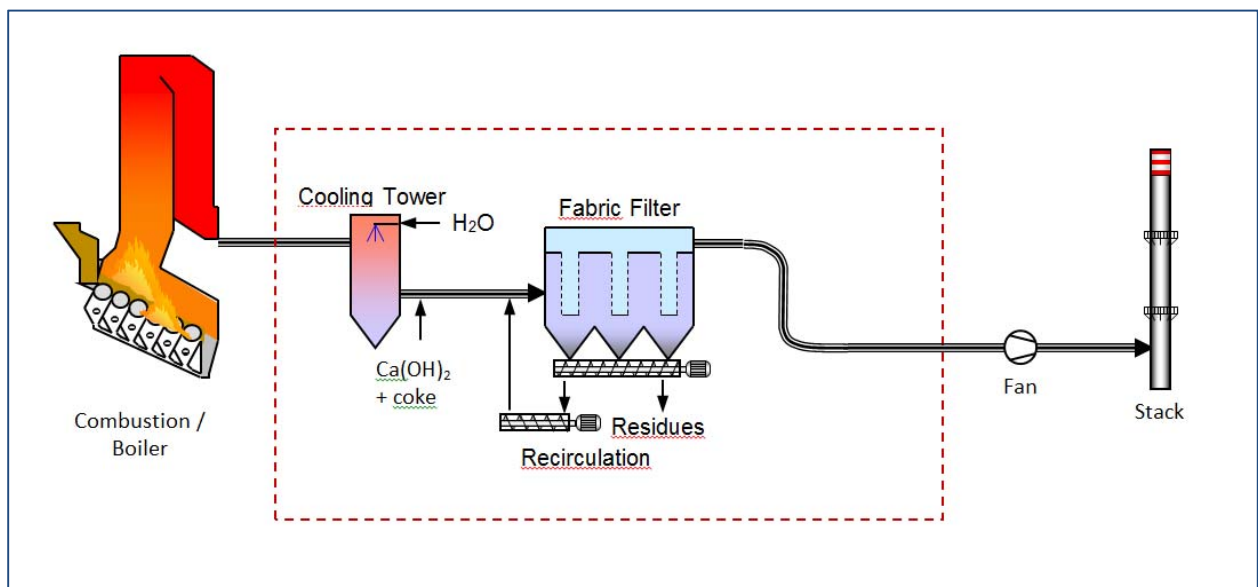 Cooling Tower
H₂O
Fabric Filter
Ca(OH)₂
+ coke
Residues
Recirculation
Combustion /
Boiler
Fan
Stack